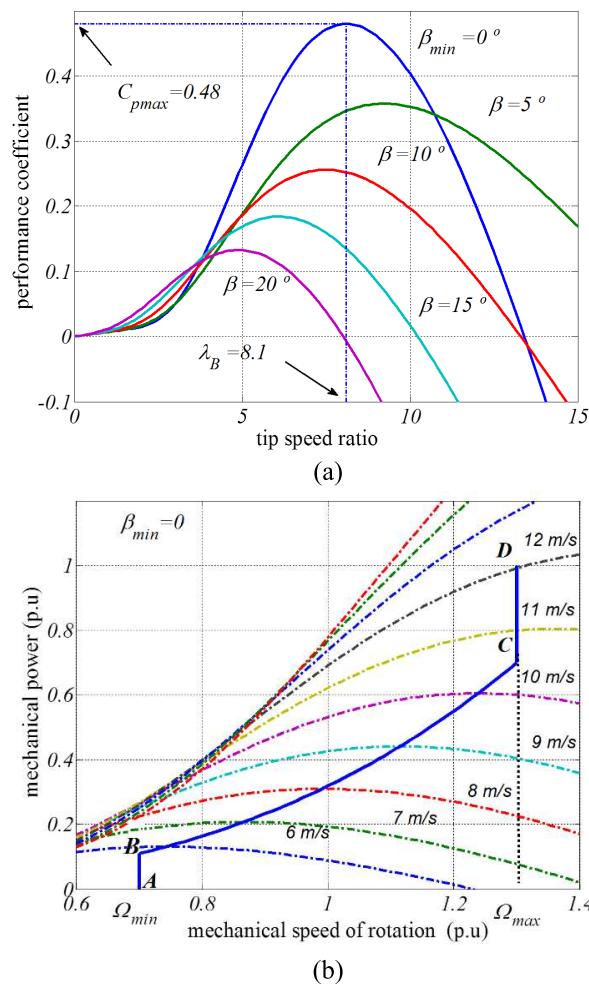 0.4
0.3
0.2
0.1
0
-0.1
performance coefficient
β_min=0 º
C_pmax=0.48
β=5 º
β=10 º
β=20 º
β=15 º
λ_B=8.1
0 5 10 15
tip speed ratio
(a)
β_min=0
12 m/s
D
11 m/s
C
10 m/s
9 m/s
8 m/s
7 m/s
6 m/s
B
A
1
0.8
0.6
0.4
0.2
0
mechanical power (p.u)
0.6 0.8 1 1.2 1.4
Ω_min Ω_max
mechanical speed of rotation (p.u)
(b)